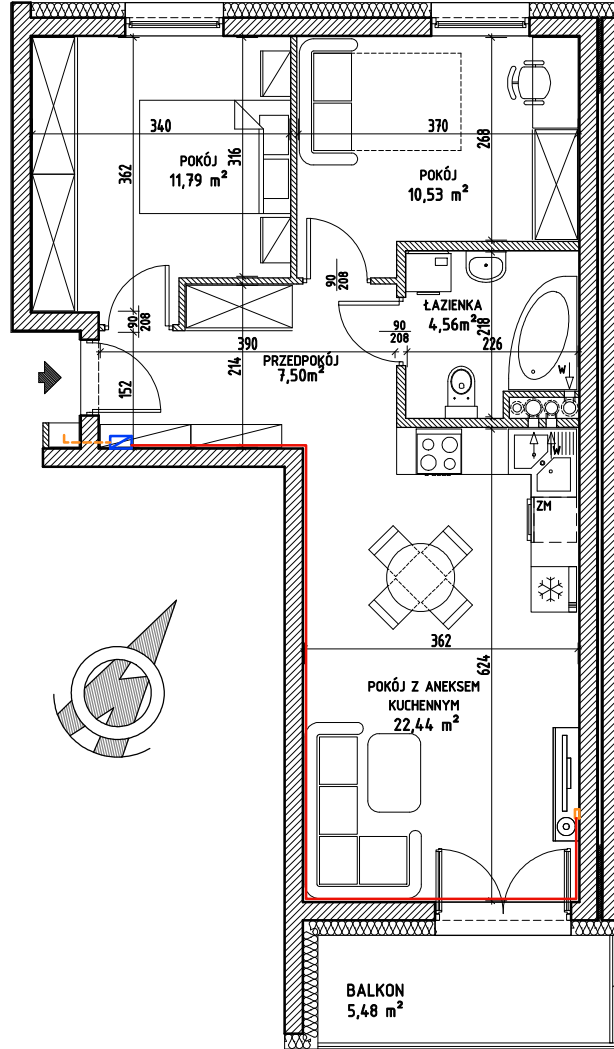 340
370
362
316
268
POKÓJ
11,79 m²
POKÓJ
10,53 m²
90
208
90
208
90
208
ŁAZIENKA
4,56m²
218
226
390
214
PRZEDPOKÓJ
7,50m²
152
W
L
W
ZM
362
624
POKÓJ Z ANEKSEM
KUCHENNYM
22,44 m²
BALKON
5,48 m²